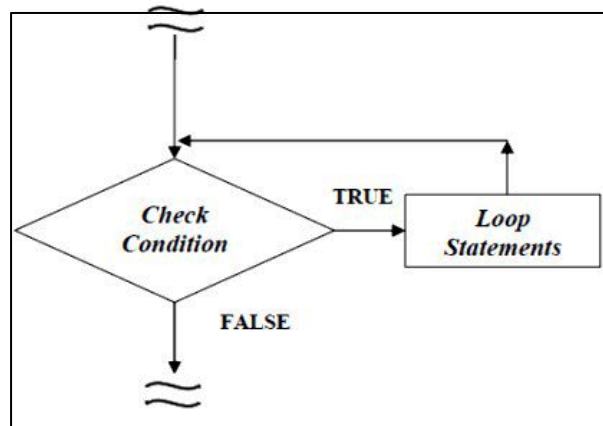 Check
Condition
TRUE
Loop
Statements
FALSE